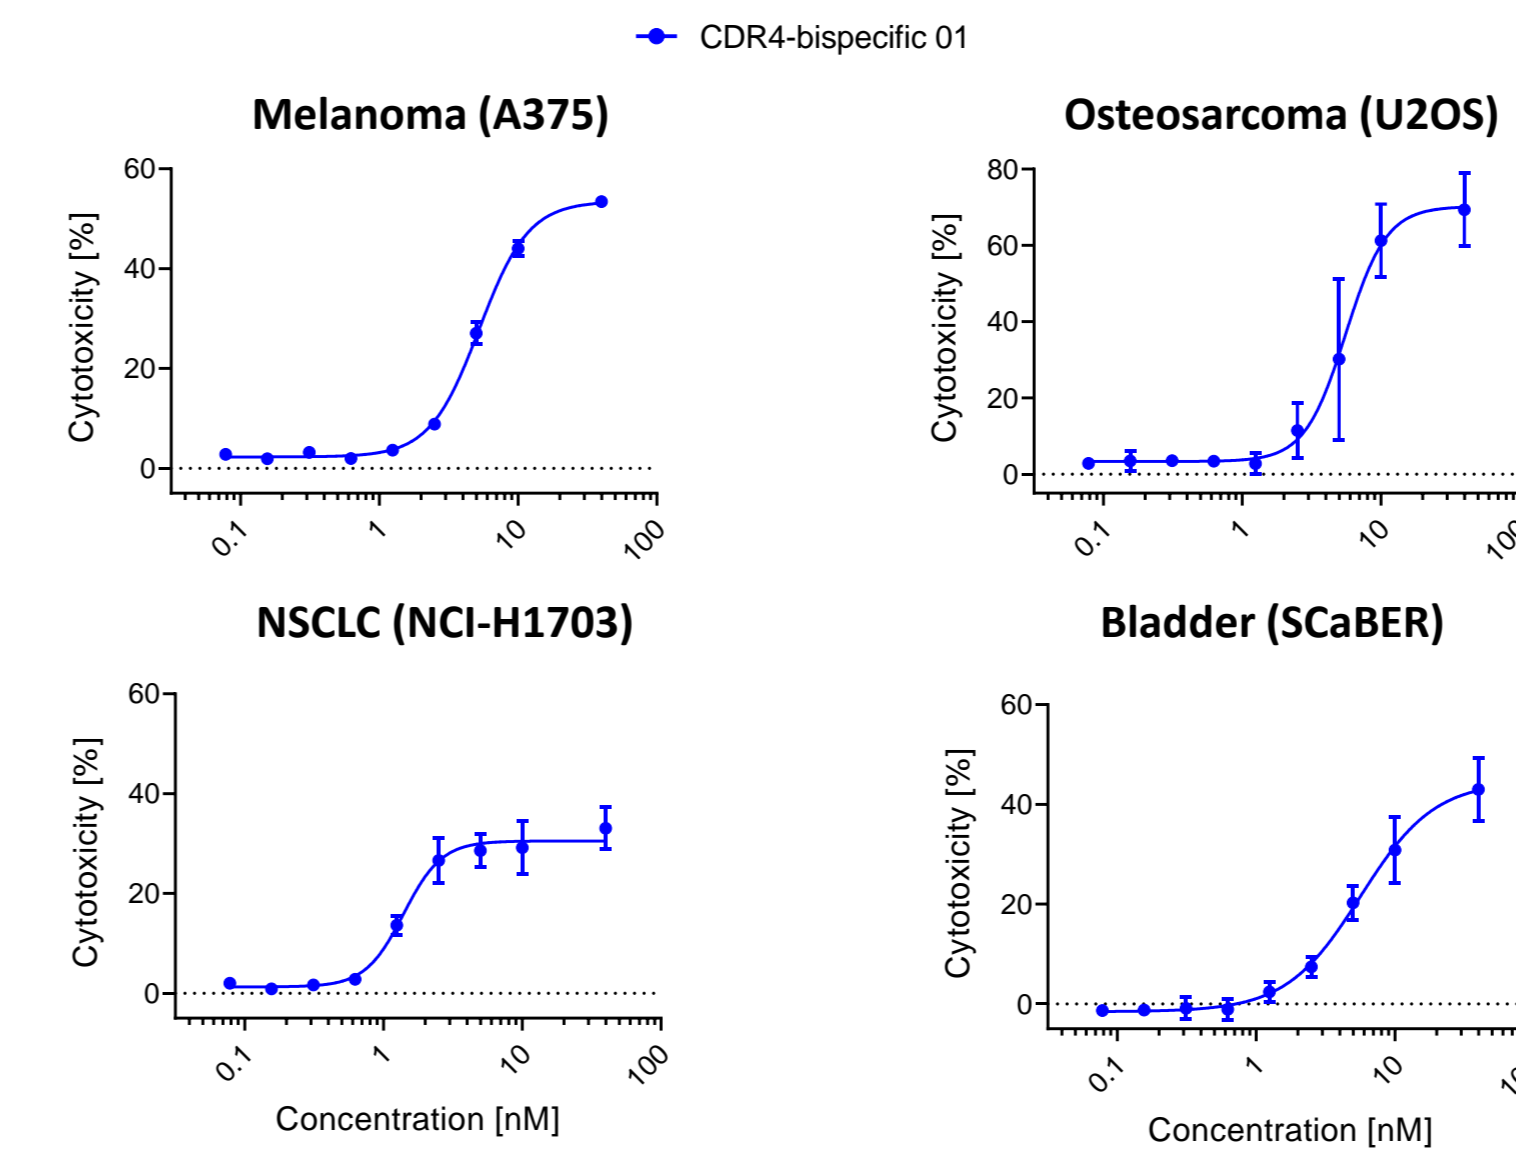 CDR4-bispecific 01
Melanoma (A375)
Cytotoxicity [%]
60
40
20
0
0.1
1
10
100
Osteosarcoma (U2OS)
Cytotoxicity [%]
80
60
40
20
0
0.1
1
10
NSCLC (NCI-H1703)
Cytotoxicity [%]
60
40
20
0
0.1
1
10
100
Concentration [nM]
Bladder (SCaBER)
Cytotoxicity [%]
60
40
20
0
0.1
1
10
Concentration [nM]